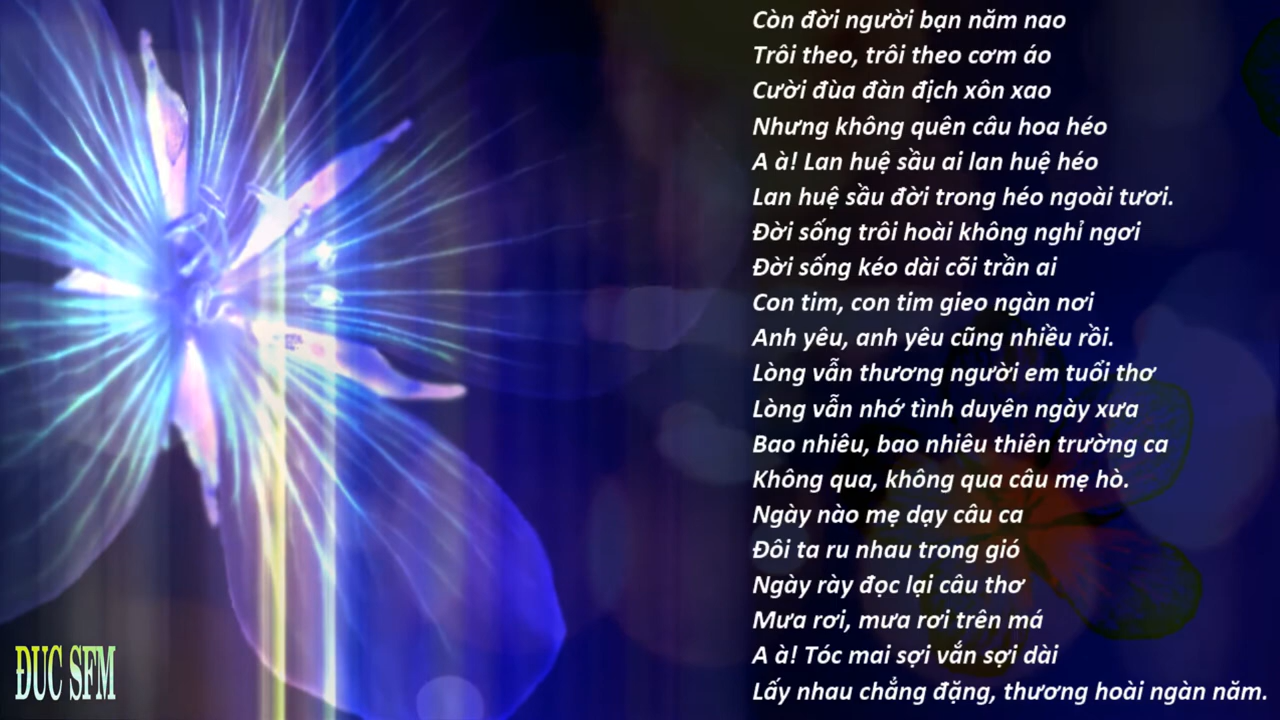 Còn đời người bạn năm nao
Trôi theo, trôi theo cơm áo
Cười đùa đàn địch xôn xao
Nhưng không quên câu hoa héo
A à! Lan huệ sầu ai lan huệ héo
Lan huệ sầu đời trong héo ngoài tươi.
Đời sống trôi hoài không nghỉ ngơi
Đời sống kéo dài cõi trần ai
Con tim, con tim gieo ngàn nơi
Anh yêu, anh yêu cũng nhiều rồi.
Lòng vẫn thương người em tuổi thơ
Lòng vẫn nhớ tình duyên ngày xưa
Bao nhiêu, bao nhiêu thiên trường ca
Không qua, không qua câu mẹ hò.
Ngày nào mẹ dạy câu ca
Đôi ta ru nhau trong gió
Ngày rày đọc lại câu thơ
Mưa rơi, mưa rơi trên má
A à! Tóc mai sợi vắn sợi dài
Lấy nhau chẳng đặng, thương hoài ngàn năm.
ĐUC SFM